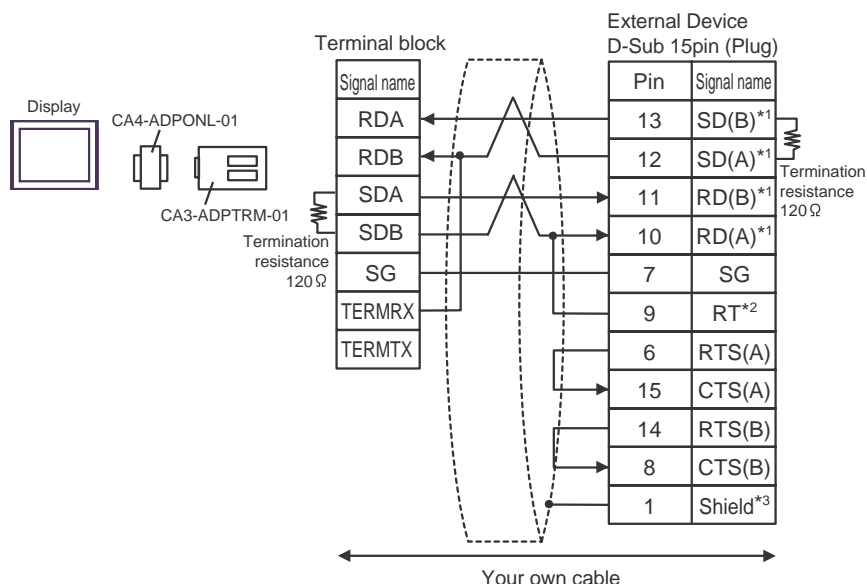 External Device
D-Sub 15pin (Plug)
Terminal block
Display
CA4-ADPONL-01
CA3-ADPTRM-01
Signal name
RDA
RDB
SDA
SDB
SG
TERMRX
TERMTX
Termination
resistance
120Ω
Pin Signal name
13 SD(B)*1
12 SD(A)*1
11 RD(B)*1
10 RD(A)*1
7 SG
9 RT*2
6 RTS(A)
15 CTS(A)
14 RTS(B)
8 CTS(B)
1 Shield*3
Termination
resistance
120Ω
Your own cable